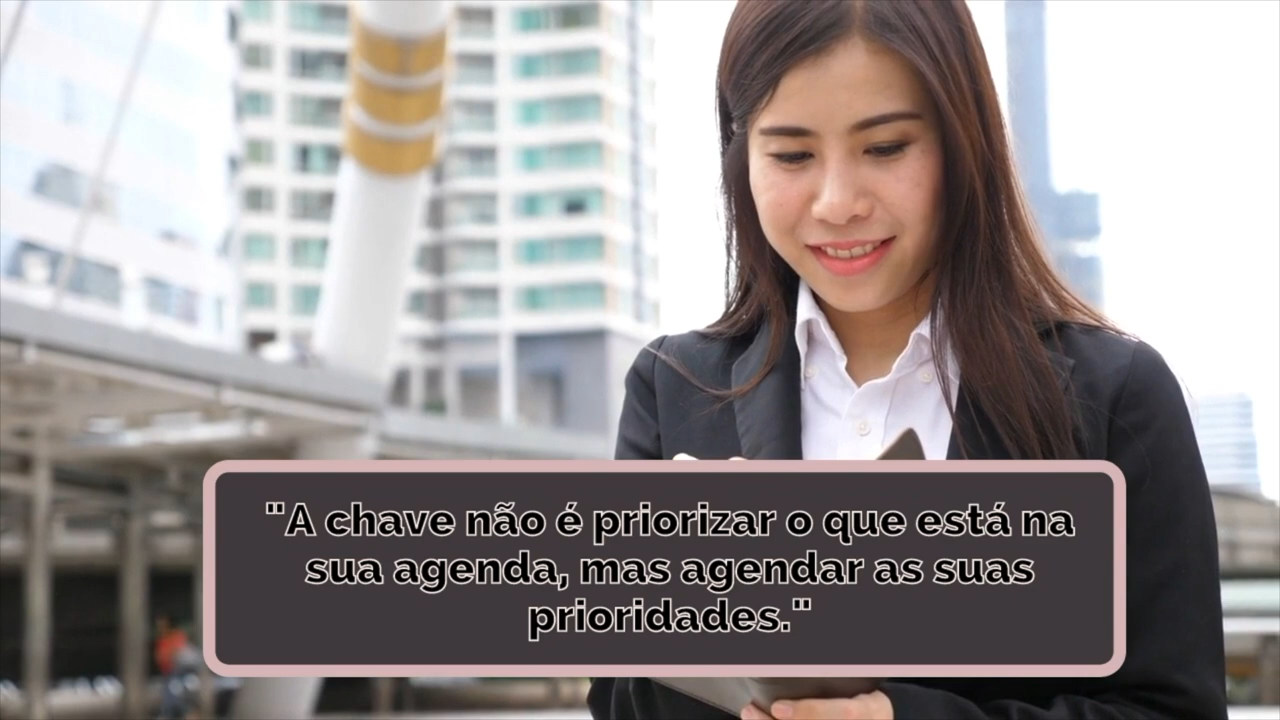 "A chave não é priorizar o que está na
sua agenda, mas agendar as suas
prioridades."